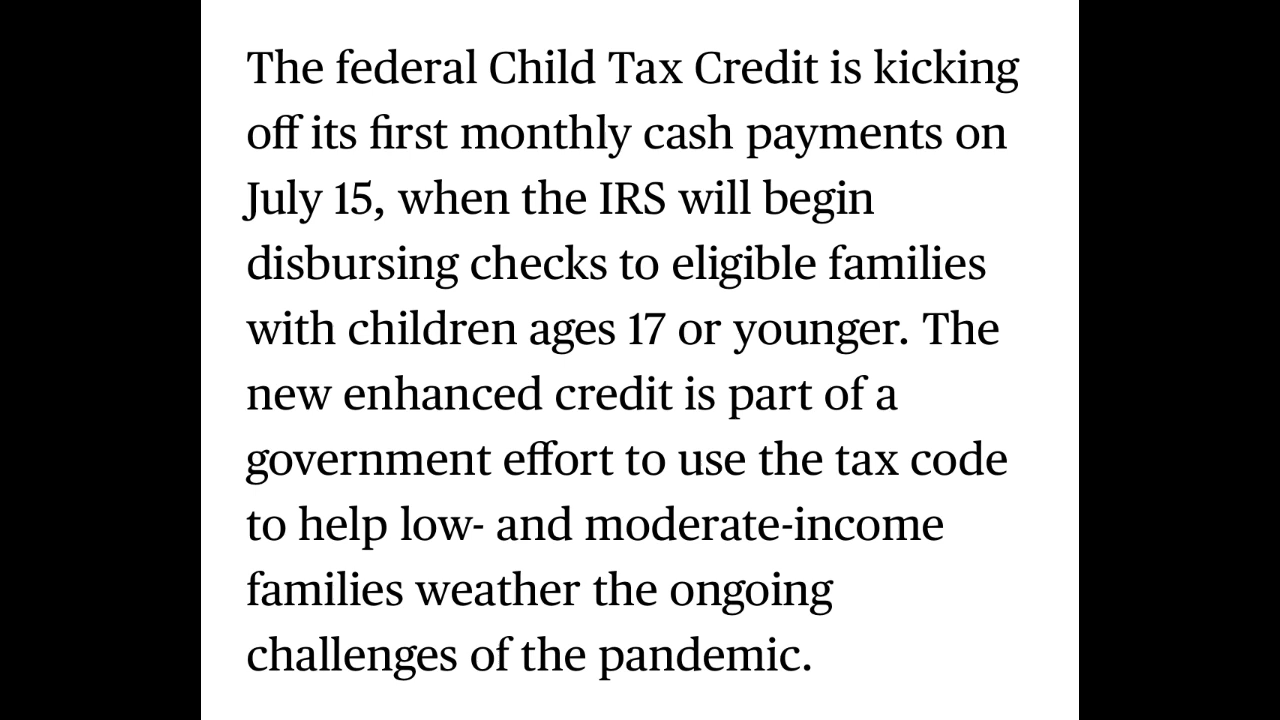 The federal Child Tax Credit is kicking
off its first monthly cash payments on
July 15, when the IRS will begin
disbursing checks to eligible families
with children ages 17 or younger. The
new enhanced credit is part of a
government effort to use the tax code
to help low- and moderate-income
families weather the ongoing
challenges of the pandemic.